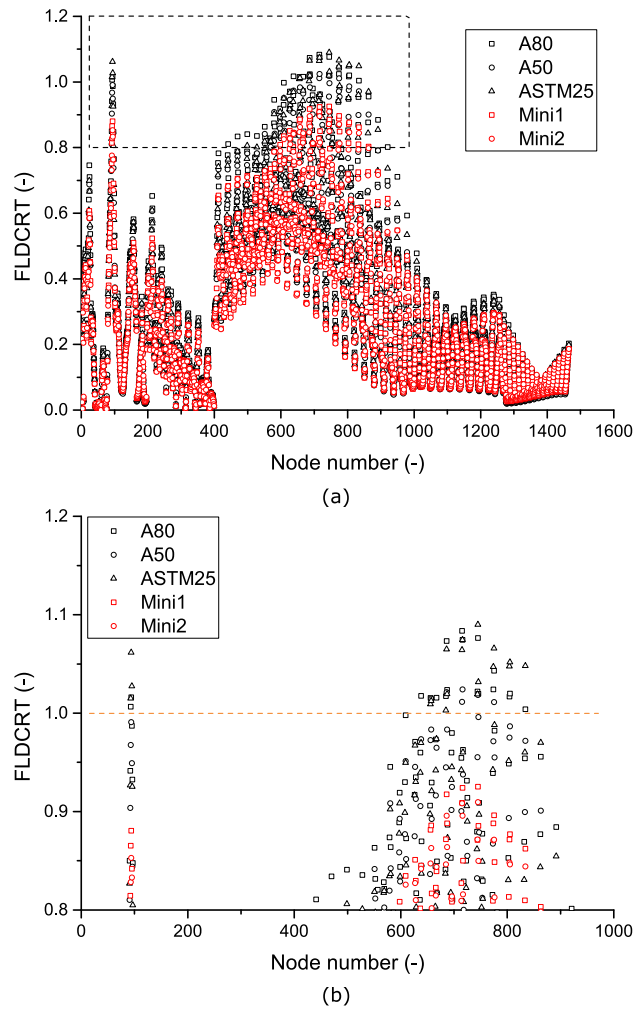 1.2
1.0
0.8
0.6
0.4
0.2
0.0
FLDCRT (-)
A80
A50
ASTM25
Mini1
Mini2
0 200 400 600 800 1000 1200 1400 1600
Node number (-)
(a)
1.2
1.1
1.0
0.9
0.8
FLDCRT (-)
A80
A50
ASTM25
Mini1
Mini2
0 200 400 600 800 1000
Node number (-)
(b)